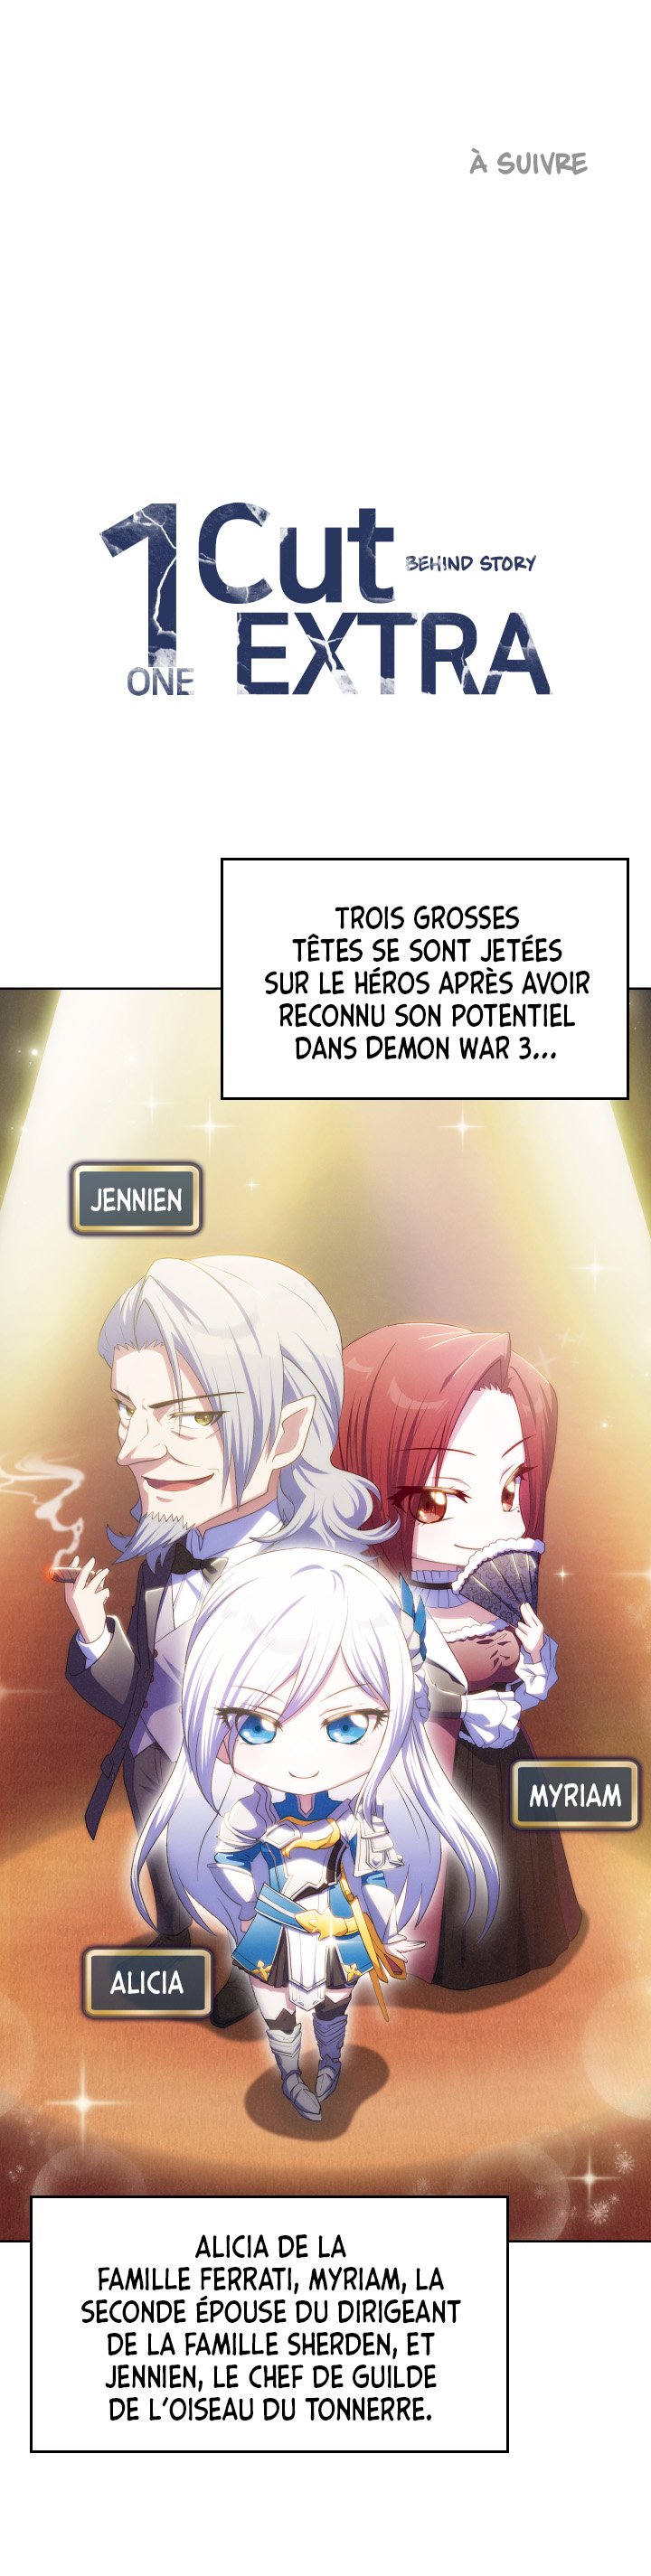 À SUIVRE
1 Cut
BEHIND STORY
ONE EXTRA
TROIS GROSSES
TÊTES SE SONT JETÉES
SUR LE HÉROS APRÈS AVOIR
RECONNU SON POTENTIEL
DANS DEMON WAR 3...
JENNIEN
MYRIAM
ALICIA
ALICIA DE LA
FAMILLE FERRATI, MYRIAM, LA
SECONDE ÉPOUSE DU DIRIGEANT
DE LA FAMILLE SHERDEN, ET
JENNIEN, LE CHEF DE GUILDE
DE L'OISEAU DU TONNERRE.